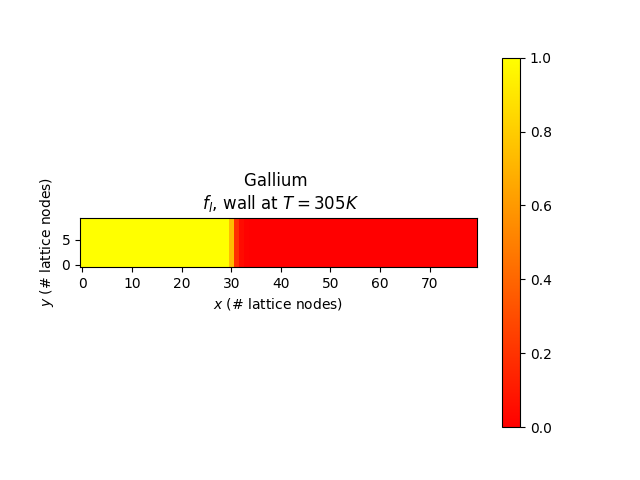 Gallium
f_l, wall at T = 305K
y (# lattice nodes)
5
0
0 10 20 30 40 50 60 70
x (# lattice nodes)
1.0
0.8
0.6
0.4
0.2
0.0